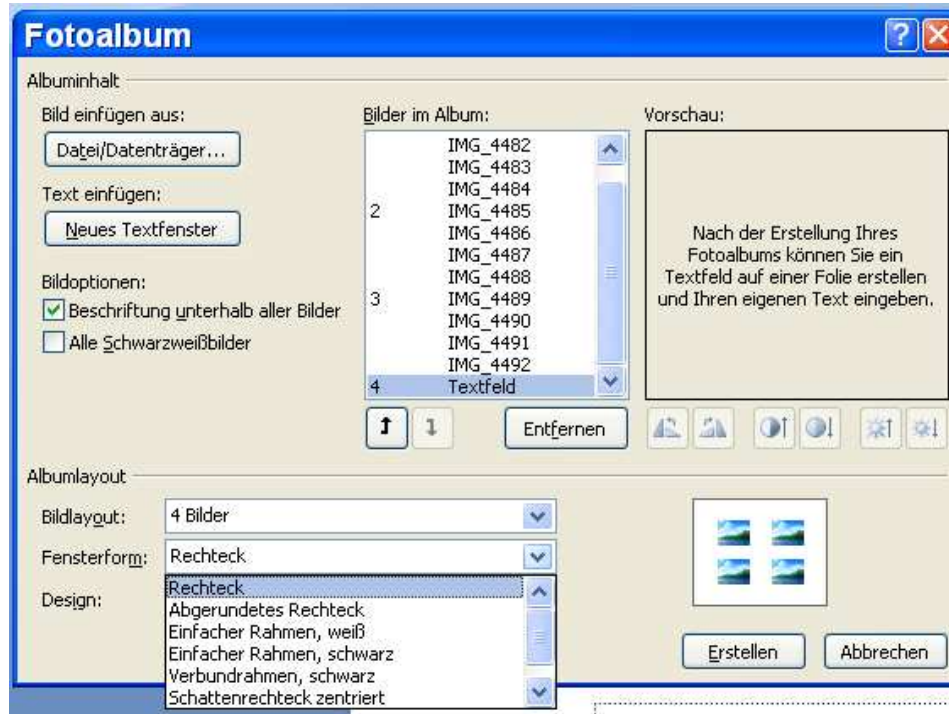 Fotoalbum
Albuminhalt
Bild einfügen aus:
Datei/Datenträger...
Text einfügen:
Neues Textfenster
Bildoptionen:
Beschriftung unterhalb aller Bilder
Alle Schwarzweißbilder
Bilder im Album:
IMG_4482
IMG_4483
IMG_4484
2 IMG_4485
IMG_4486
IMG_4487
IMG_4488
3 IMG_4489
IMG_4490
IMG_4491
IMG_4492
4 Textfeld
Entfernen
Vorschau:
Nach der Erstellung Ihres
Fotoalbums können Sie ein
Textfeld auf einer Folie erstellen
und Ihren eigenen Text eingeben.
Albumlayout
Bildlayout: 4 Bilder
Fensterform: Rechteck
Design:
Rechteck
Abgerundetes Rechteck
Einfacher Rahmen, weiß
Einfacher Rahmen, schwarz
Verbundrahmen, schwarz
Schattenrechteck zentriert
Erstellen
Abbrechen